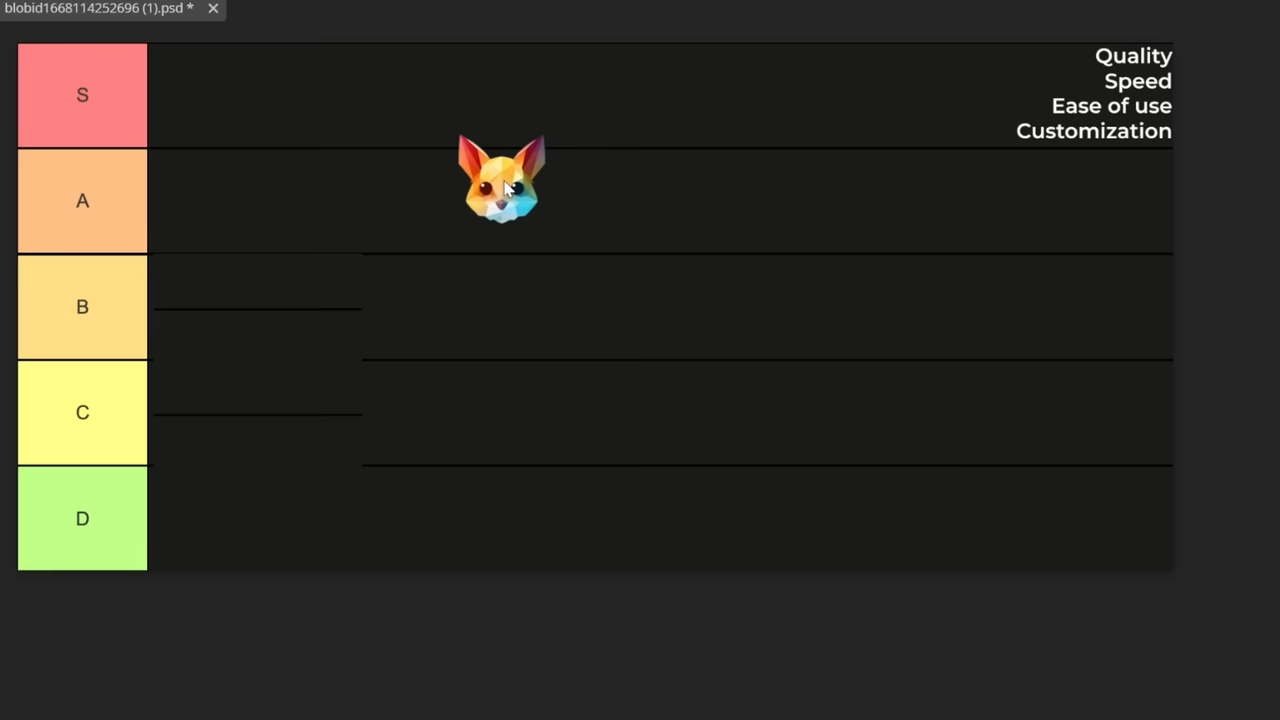 blobid1668114252696 (1).psd *
S
Quality
Speed
Ease of use
Customization
A
B
C
D